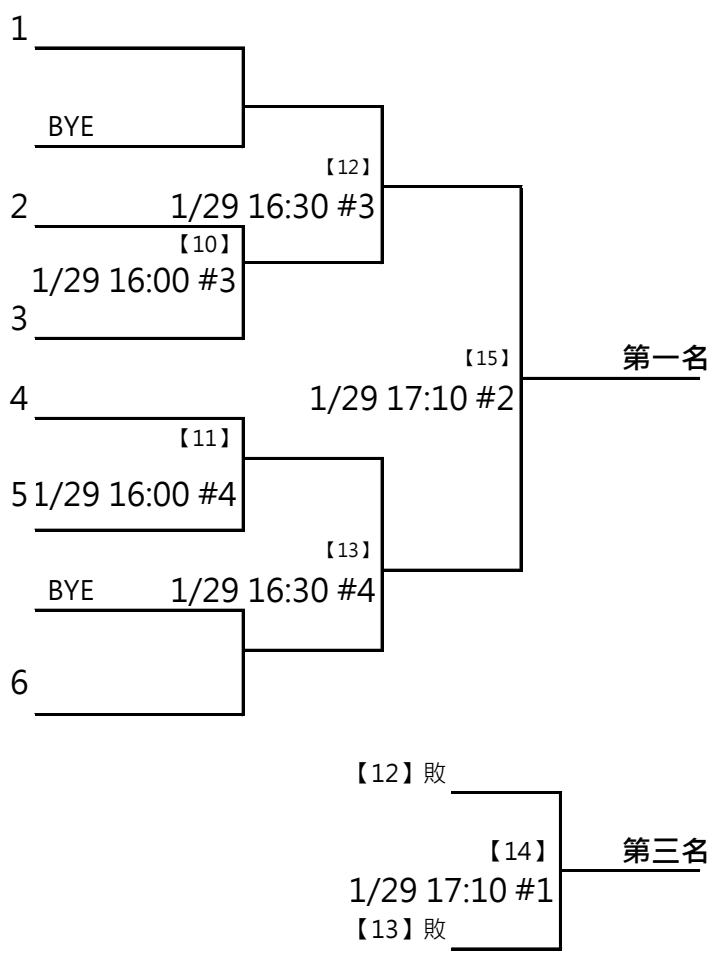 1
BYE
【12】
2
1/29 16:30 #3
【10】
1/29 16:00 #3
3
【15】
第一名
4
1/29 17:10 #2
【11】
5
1/29 16:00 #4
【13】
BYE
1/29 16:30 #4
6
【12】敗
【14】
第三名
1/29 17:10 #1
【13】敗